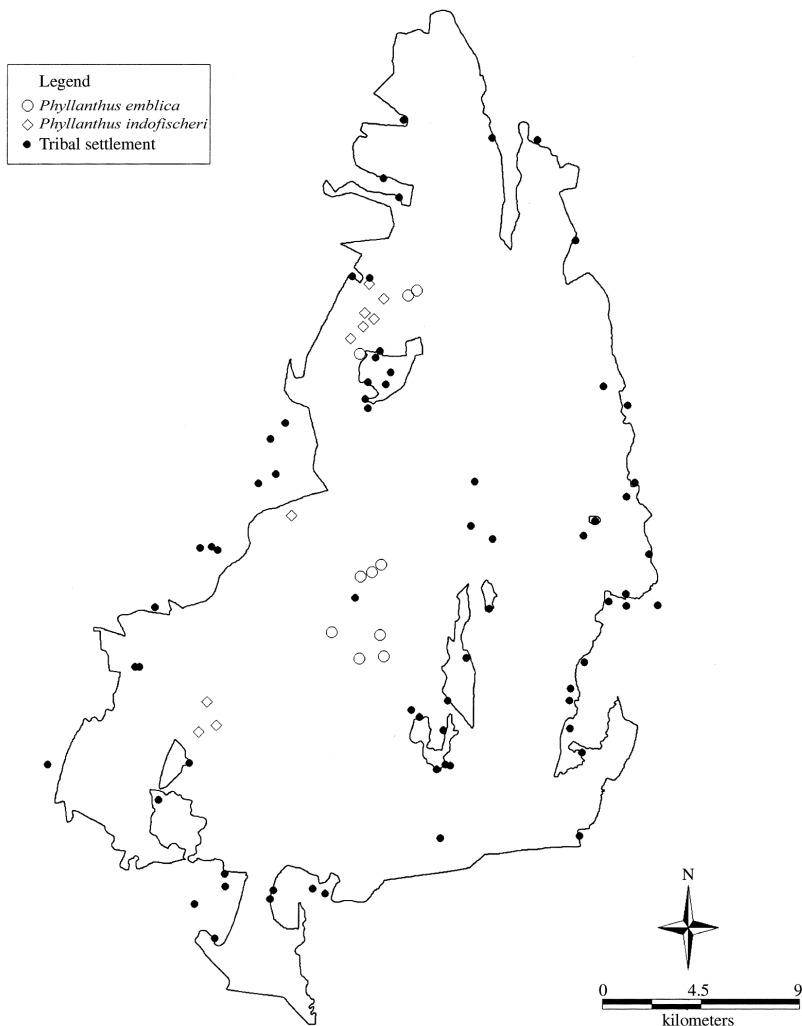 Legend
Phyllanthus emblica
Phyllanthus indofischeri
Tribal settlement
N
0 4.5 9
kilometers